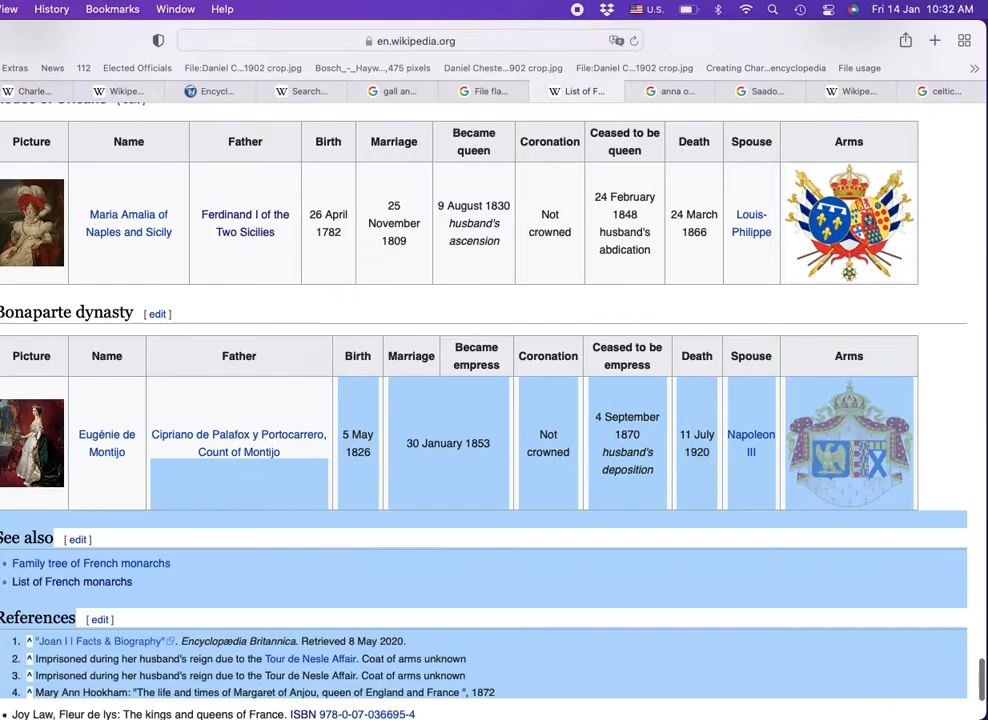 View History Bookmarks Window Help U.S. Fri 14 Jan 10:32 AM
en.wikipedia.org
Extras News 112 Elected Officials File:Daniel C...1902 crop.jpg Bosch_-_Hayw...,475 pixels Daniel Cheste...902 crop.jpg File:Daniel C...1902 crop.jpg Creating Char...encyclopedia File usage
Charle... Wikipe... Encycl... Search... gall an... File fla... List of F... anna o... Saado... Wikipe... celtic...
Picture Name Father Birth Marriage Became queen Coronation Ceased to be queen Death Spouse Arms
Maria Amalia of Naples and Sicily Ferdinand I of the Two Sicilies 26 April 1782 25 November 1809 9 August 1830 husband's ascension Not crowned 24 February 1848 husband's abdication 24 March 1866 Louis-Philippe
Bonaparte dynasty [ edit ]
Picture Name Father Birth Marriage Became empress Coronation Ceased to be empress Death Spouse Arms
Eugénie de Montijo Cipriano de Palafox y Portocarrero, Count of Montijo 5 May 1826 30 January 1853 Not crowned 4 September 1870 husband's deposition 11 July 1920 Napoleon III
See also [ edit ]
• Family tree of French monarchs
• List of French monarchs
References [ edit ]
1. ^ "Joan I | Facts & Biography". Encyclopædia Britannica. Retrieved 8 May 2020.
2. ^ Imprisoned during her husband's reign due to the Tour de Nesle Affair. Coat of arms unknown
3. ^ Imprisoned during her husband's reign due to the Tour de Nesle Affair. Coat of arms unknown
4. ^ Mary Ann Hookham: "The life and times of Margaret of Anjou, queen of England and France ", 1872
• Joy Law, Fleur de lys: The kings and queens of France. ISBN 978-0-07-036695-4